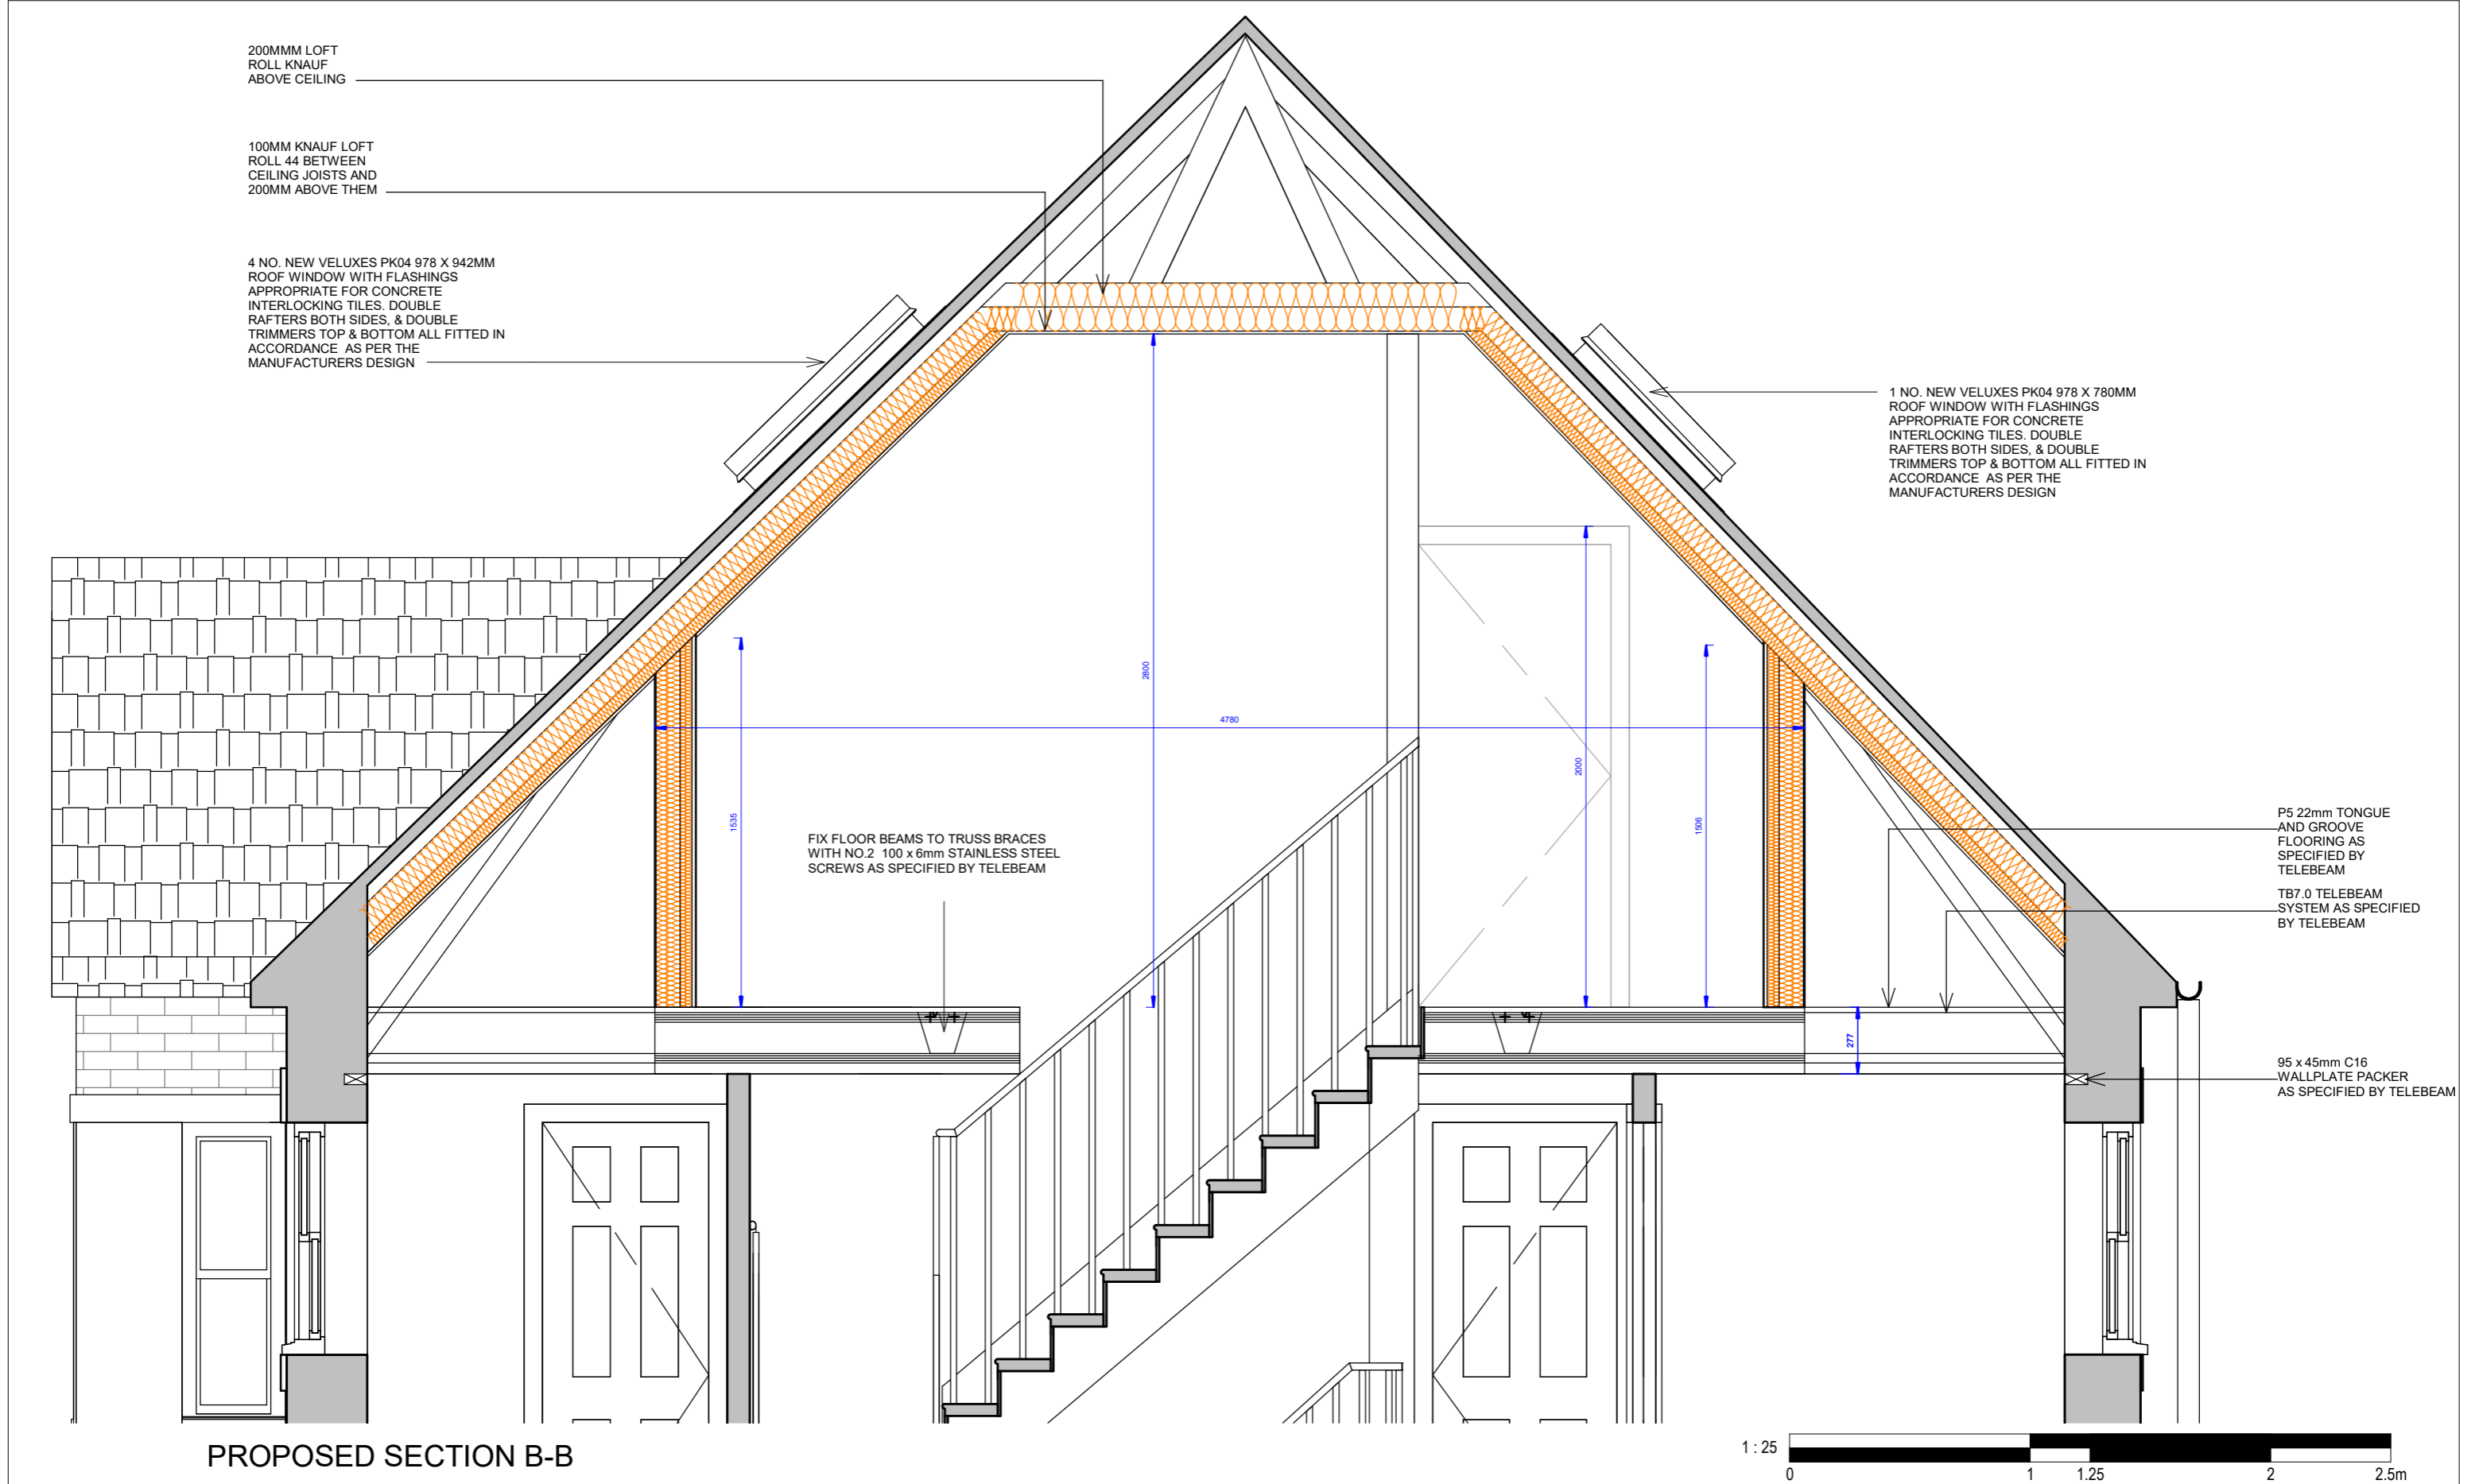 200MMM LOFT
ROLL KNAUF
ABOVE CEILING
100MM KNAUF LOFT
ROLL 44 BETWEEN
CEILING JOISTS AND
200MM ABOVE THEM
4 NO. NEW VELUXES PK04 978 X 942MM
ROOF WINDOW WITH FLASHINGS
APPROPRIATE FOR CONCRETE
INTERLOCKING TILES. DOUBLE
RAFTERS BOTH SIDES, & DOUBLE
TRIMMERS TOP & BOTTOM ALL FITTED IN
ACCORDANCE AS PER THE
MANUFACTURERS DESIGN
1 NO. NEW VELUXES PK04 978 X 780MM
ROOF WINDOW WITH FLASHINGS
APPROPRIATE FOR CONCRETE
INTERLOCKING TILES. DOUBLE
RAFTERS BOTH SIDES, & DOUBLE
TRIMMERS TOP & BOTTOM ALL FITTED IN
ACCORDANCE AS PER THE
MANUFACTURERS DESIGN
2800
4780
2000
1535
1506
FIX FLOOR BEAMS TO TRUSS BRACES
WITH NO.2 100 x 6mm STAINLESS STEEL
SCREWS AS SPECIFIED BY TELEBEAM
P5 22mm TONGUE
AND GROOVE
FLOORING AS
SPECIFIED BY
TELEBEAM
TB7.0 TELEBEAM
SYSTEM AS SPECIFIED
BY TELEBEAM
277
95 x 45mm C16
WALLPLATE PACKER
AS SPECIFIED BY TELEBEAM
PROPOSED SECTION B-B
1 : 25
0 1 1.25 2 2.5m